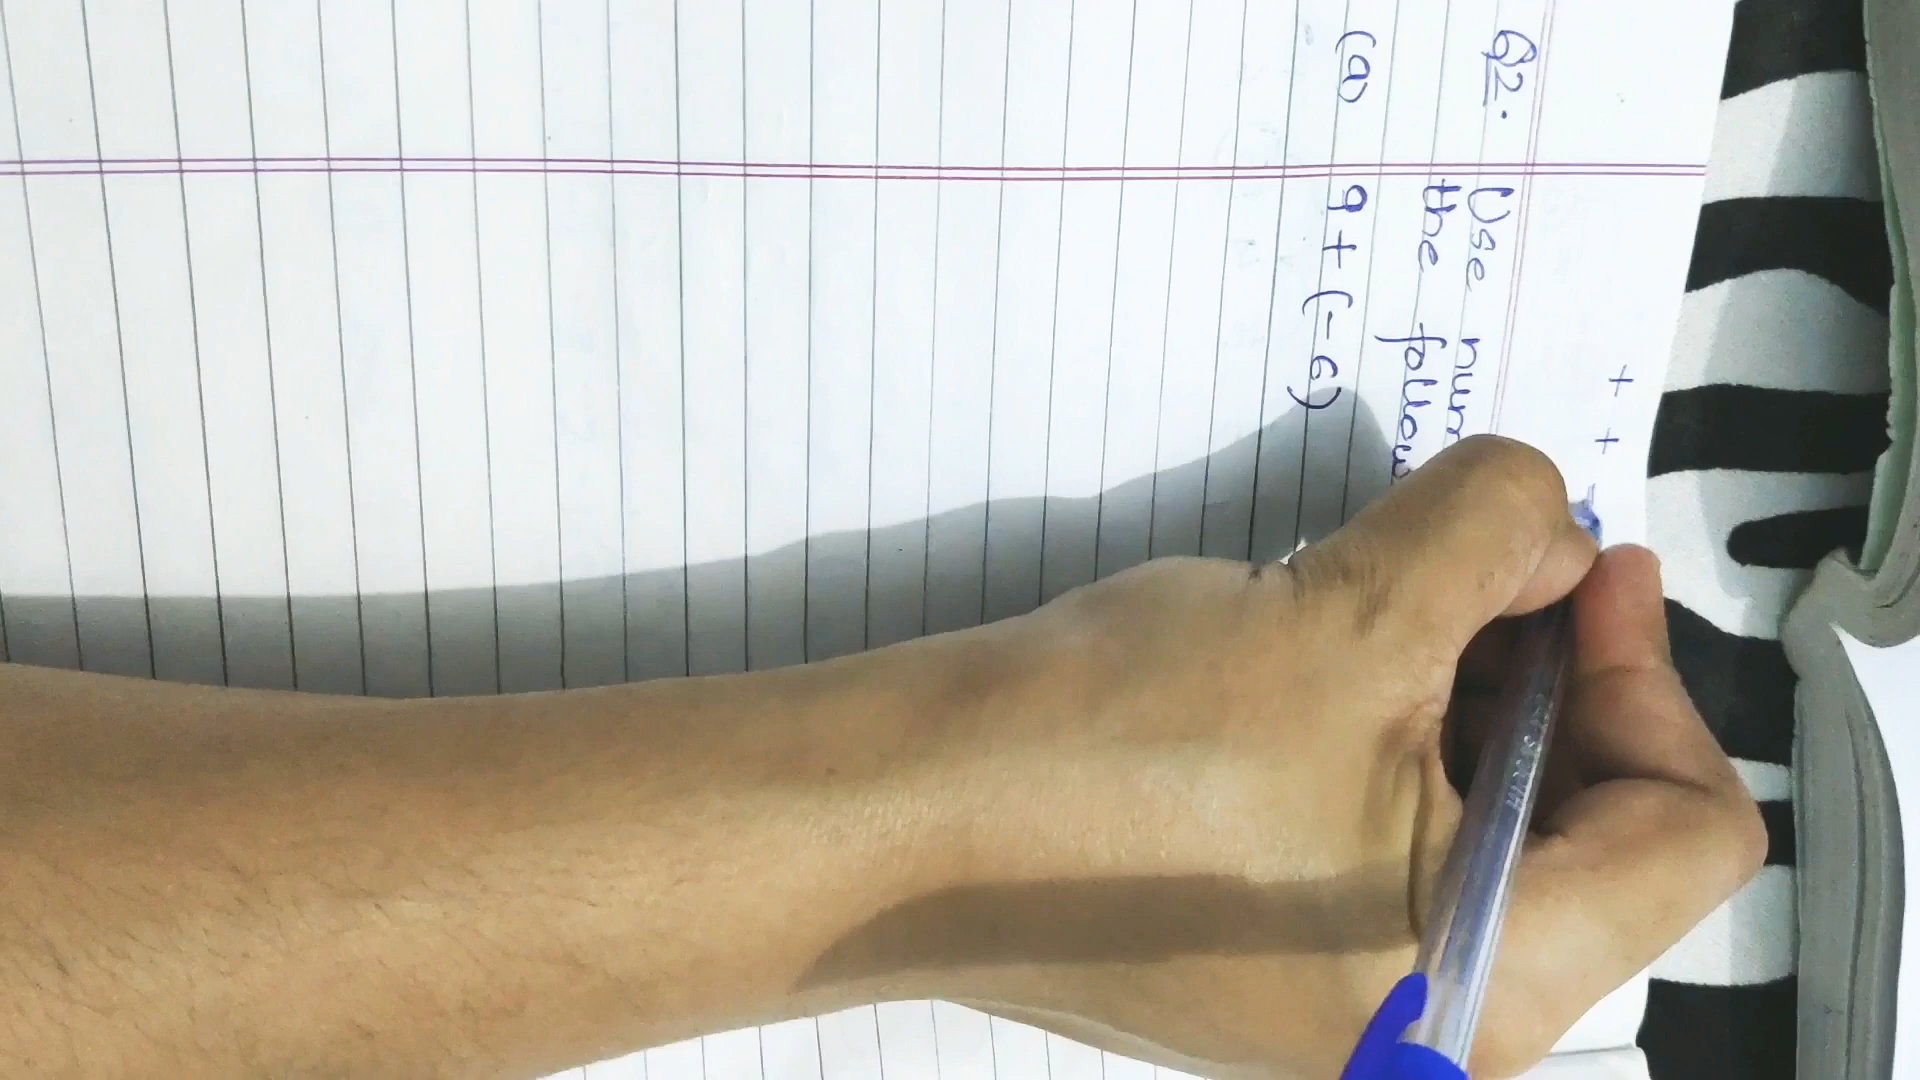 + +
Q2. Use num
the follow
(a) 9 + (-6)